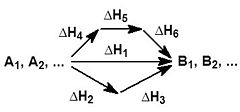 ΔH₅
ΔH₄ ΔH₆
A₁, A₂, ... ΔH₁ B₁, B₂, ...
ΔH₂ ΔH₃